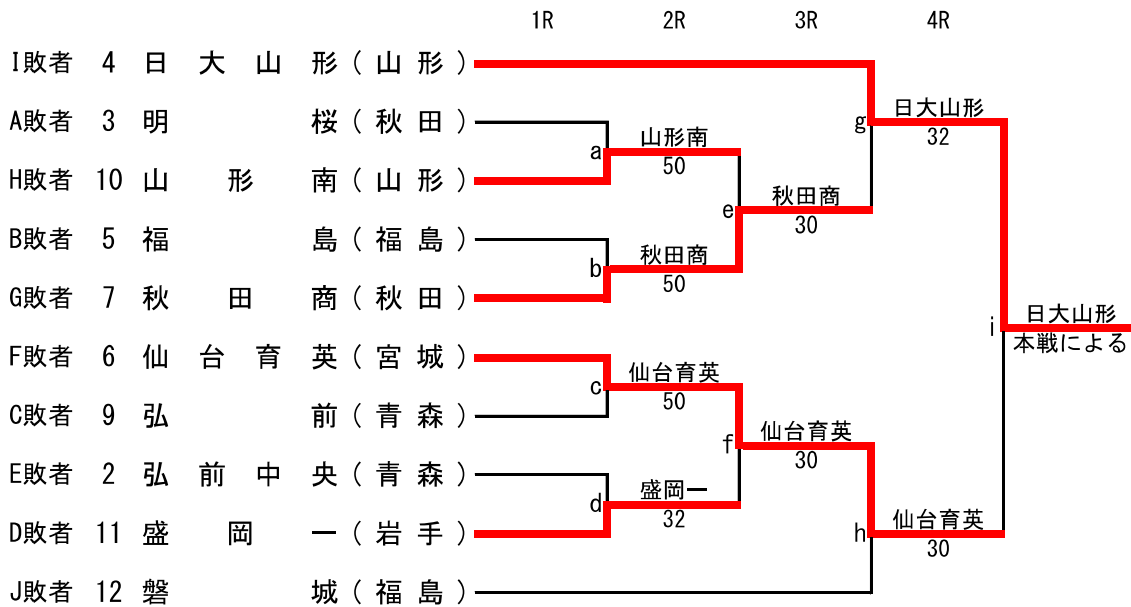 1R 2R 3R 4R
I敗者 4 日大山形(山形)
日大山形
A敗者 3 明桜(秋田)
g
32
山形南
a
50
H敗者 10 山形南(山形)
秋田商
e
30
B敗者 5 福島(福島)
秋田商
b
50
G敗者 7 秋田商(秋田)
日大山形
i
本戦による
F敗者 6 仙台育英(宮城)
仙台育英
c
50
C敗者 9 弘前(青森)
仙台育英
f
30
E敗者 2 弘前中央(青森)
盛岡一
d
32
仙台育英
D敗者 11 盛岡一(岩手)
h
30
J敗者 12 磐城(福島)